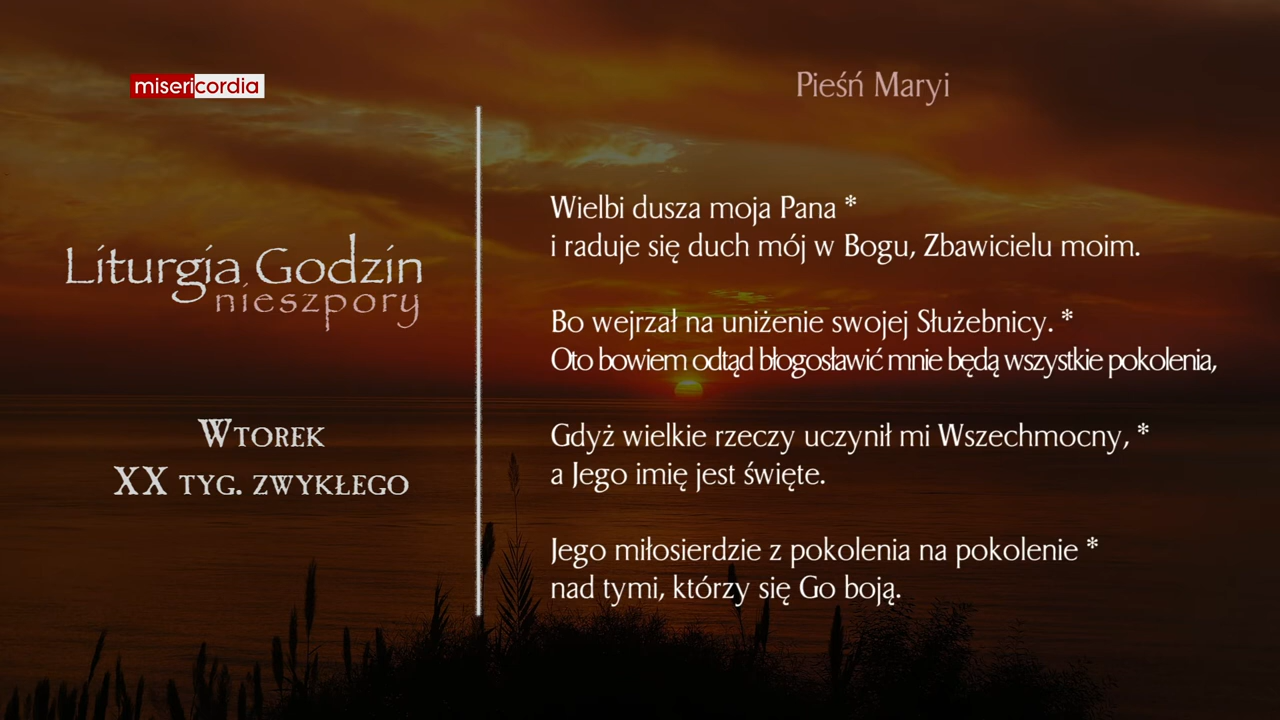 misericordia
Liturgia Godzin
nieszpory
Wtorek
XX tyg. zwykłego
Pieśń Maryi
Wielbi dusza moja Pana *
i raduje się duch mój w Bogu, Zbawicielu moim.
Bo wejrzał na uniżenie swojej Służebnicy. *
Oto bowiem odtąd błogosławić mnie będą wszystkie pokolenia,
Gdyż wielkie rzeczy uczynił mi Wszechmocny, *
a Jego imię jest święte.
Jego miłosierdzie z pokolenia na pokolenie *
nad tymi, którzy się Go boją.